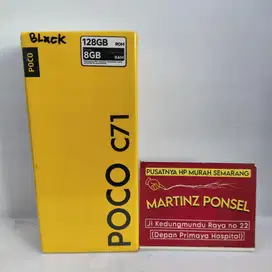 BLACK
POCO
128GB ROM
8GB RAM
POCO C71
PUSATNYA HP MURAH SEMARANG
MARTINZ PONSEL
Jl Kedungmundu Raya no 22
(Depan Primaya Hospital)